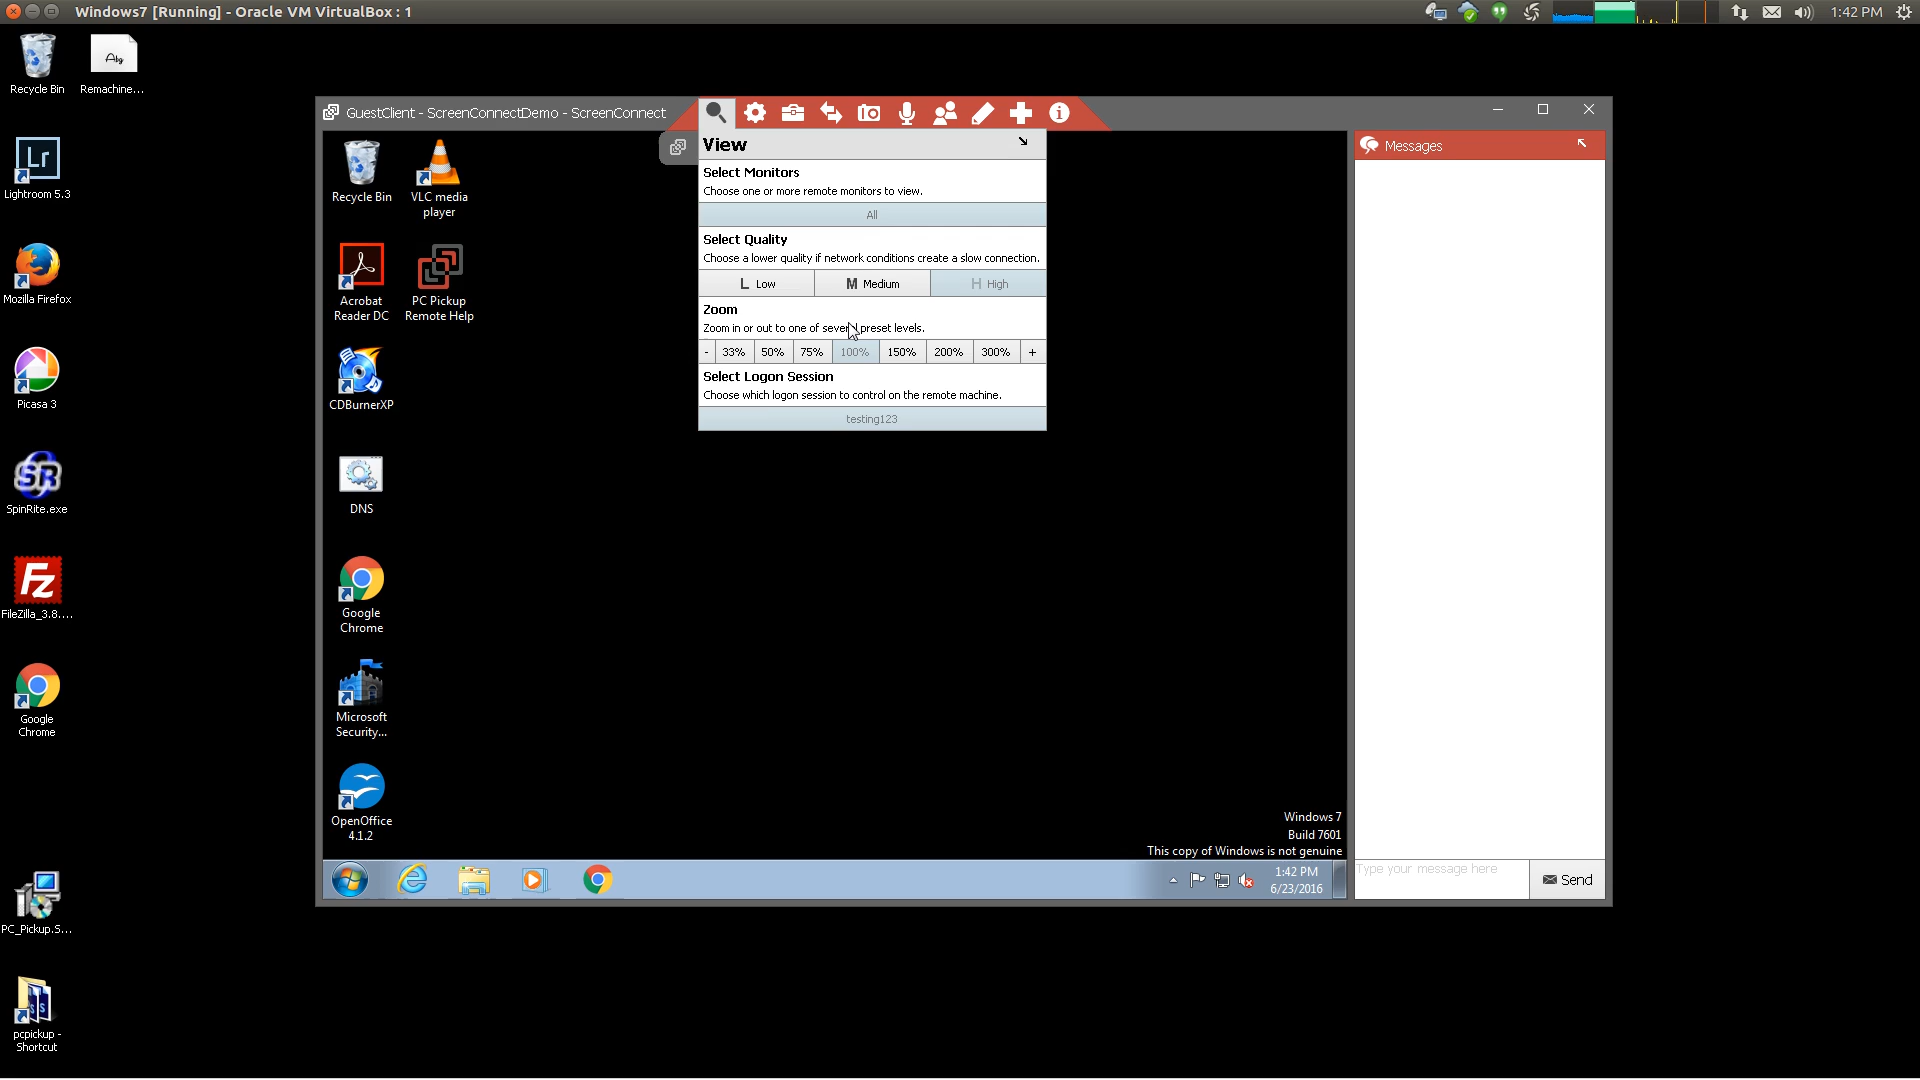 Windows7 [Running] - Oracle VM VirtualBox : 1
1:42 PM
Recycle Bin
Remachine...
Lightroom 5.3
Mozilla Firefox
Picasa 3
SpinRite.exe
FileZilla_3.8....
Google
Chrome
PC_Pickup.S...
pcpickup -
Shortcut
GuestClient - ScreenConnectDemo - ScreenConnect
Recycle Bin
VLC media
player
Acrobat
Reader DC
PC Pickup
Remote Help
CDBurnerXP
DNS
Google
Chrome
Microsoft
Security...
OpenOffice
4.1.2
View
Select Monitors
Choose one or more remote monitors to view.
All
Select Quality
Choose a lower quality if network conditions create a slow connection.
L Low
M Medium
H High
Zoom
Zoom in or out to one of several preset levels.
- 33% 50% 75% 100% 150% 200% 300% +
Select Logon Session
Choose which logon session to control on the remote machine.
testing123
Messages
Windows 7
Build 7601
This copy of Windows is not genuine
1:42 PM
6/23/2016
Type your message here
Send